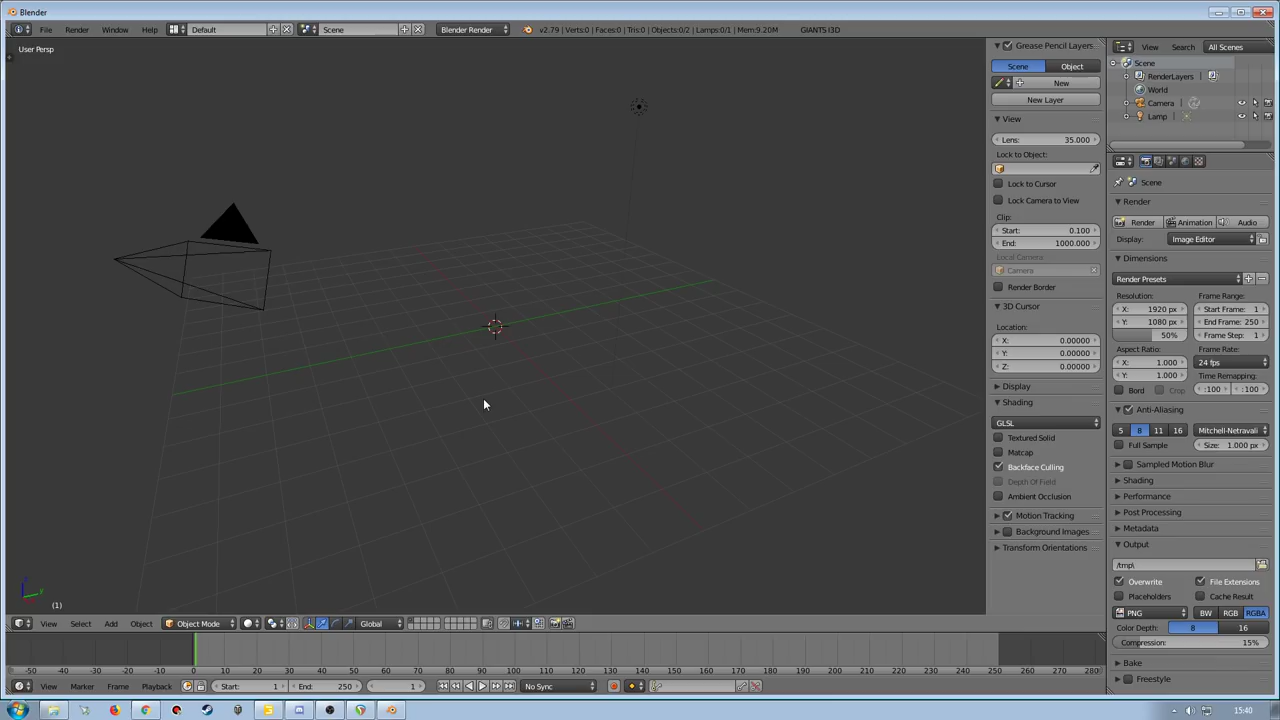 Blender
File Render Window Help Default Scene Blender Render v2.79 | Verts:0 | Faces:0 | Tris:0 | Objects:0/2 | Lamps:0/1 | Mem:9.20M GIANTS I3D
User Persp
(1)
View Select Add Object Object Mode Global
Grease Pencil Layers
Scene Object
New
New Layer
View
Lens: 35.000
Lock to Object:
Lock to Cursor
Lock Camera to View
Clip:
Start: 0.100
End: 1000.000
Local Camera
Camera
Render Border
3D Cursor
Location:
X: 0.00000
Y: 0.00000
Z: 0.00000
Display
Shading
GLSL
Textured Solid
Matcap
Backface Culling
Depth Of Field
Ambient Occlusion
Motion Tracking
Background Images
Transform Orientations
View Search All Scenes
Scene
RenderLayers
World
Camera
Lamp
Scene
Render
Render Animation Audio
Display: Image Editor
Dimensions
Render Presets
Resolution: Frame Range:
X: 1920 px Start Frame: 1
Y: 1080 px End Frame: 250
50% Frame Step: 1
Aspect Ratio: Frame Rate:
X: 1.000 24 fps
Y: 1.000 Time Remapping:
Bord Crop :100 :100
Anti-Aliasing
5 8 11 16 Mitchell-Netravali
Full Sample Size: 1.000 px
Sampled Motion Blur
Shading
Performance
Post Processing
Metadata
Output
/tmp\
Overwrite File Extensions
Placeholders Cache Result
PNG BW RGB RGBA
Color Depth: 8 16
Compression: 15%
Bake
Freestyle
-50 -40 -30 -20 -10 0 10 20 30 40 50 60 70 80 90 100 110 120 130 140 150 160 170 180 190 200 210 220 230 240 250 260 270 280
View Marker Frame Playback Start: 1 End: 250 1 No Sync
15:40